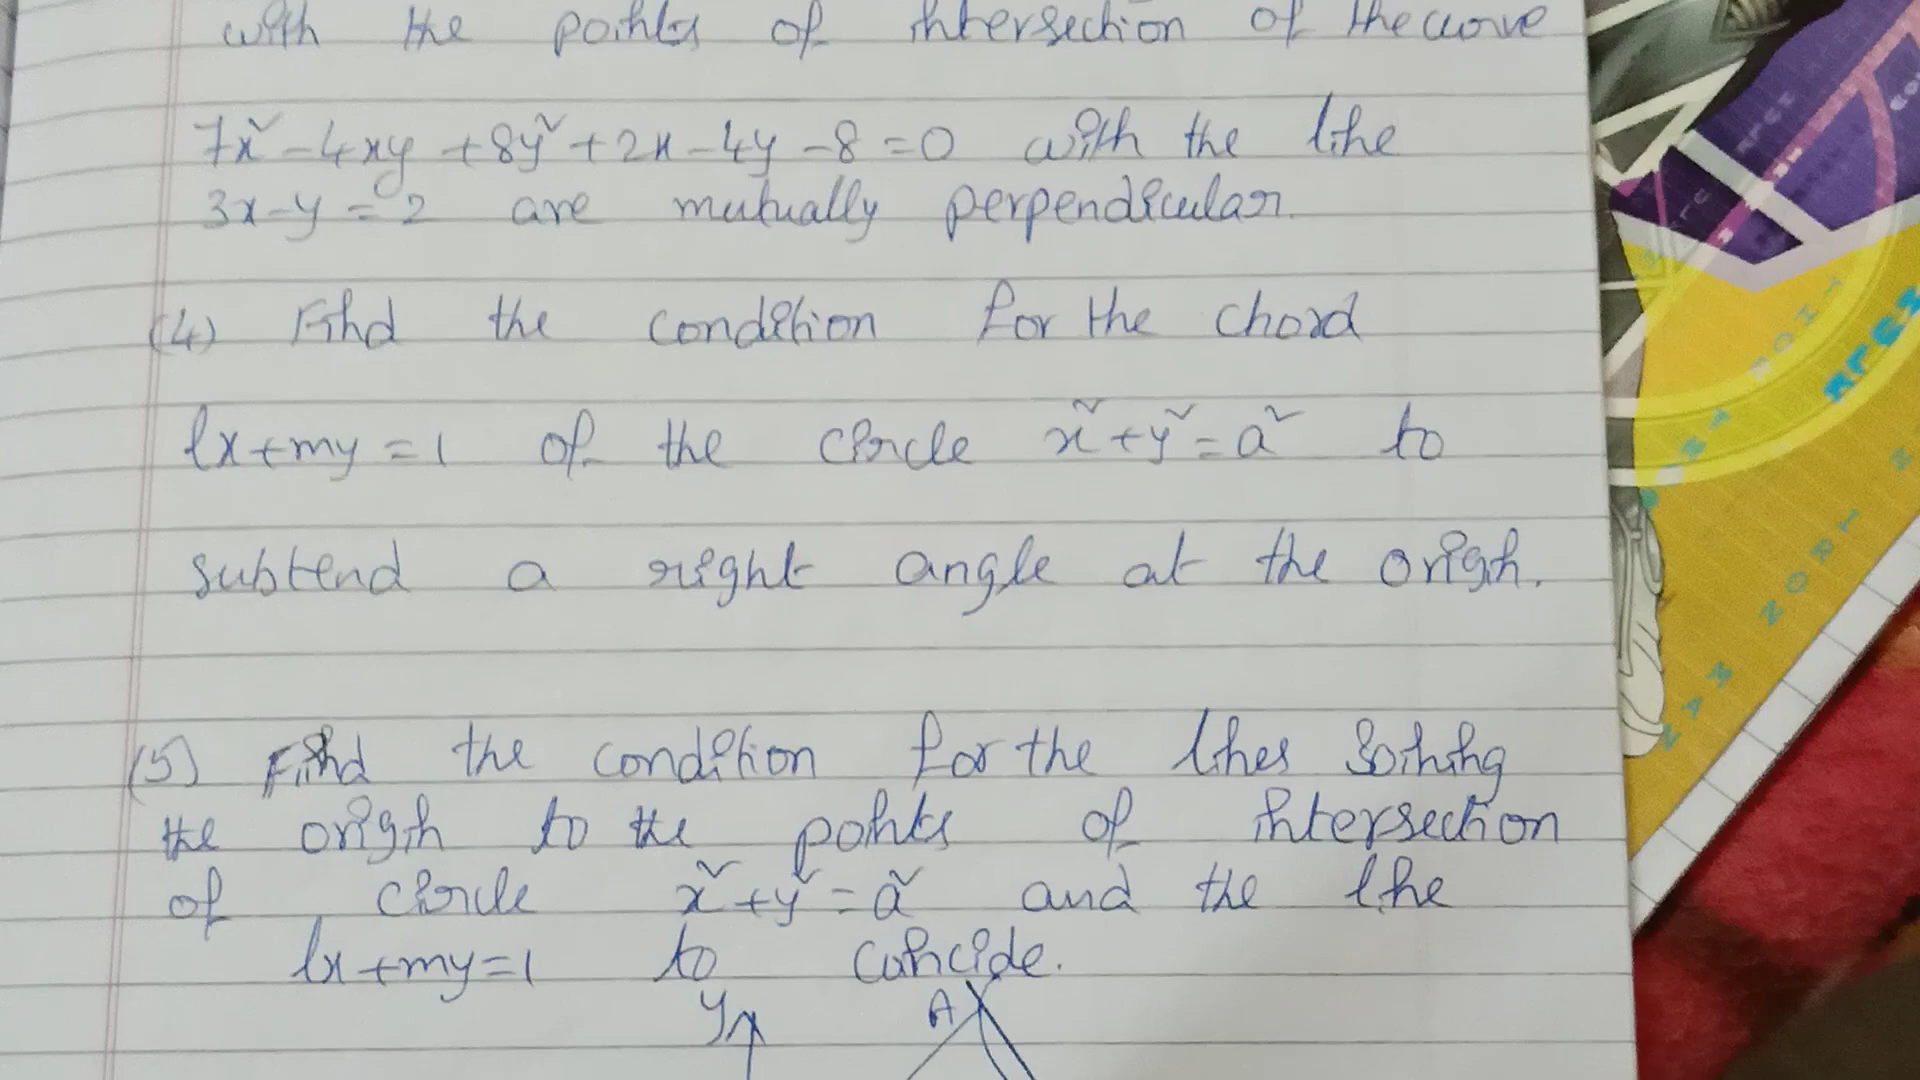 with the points of intersection of the curve
7x² - 4xy + 8y² + 2x - 4y - 8 = 0 with the line
3x - y = 2 are mutually perpendicular.
(4) Find the condition for the chord
lx + my = 1 of the circle x² + y² = a² to
subtend a right angle at the origin.
(5) Find the condition for the lines joining
the origin to the points of intersection
of circle x² + y² = a² and the line
lx + my = 1 to coincide.
Y A